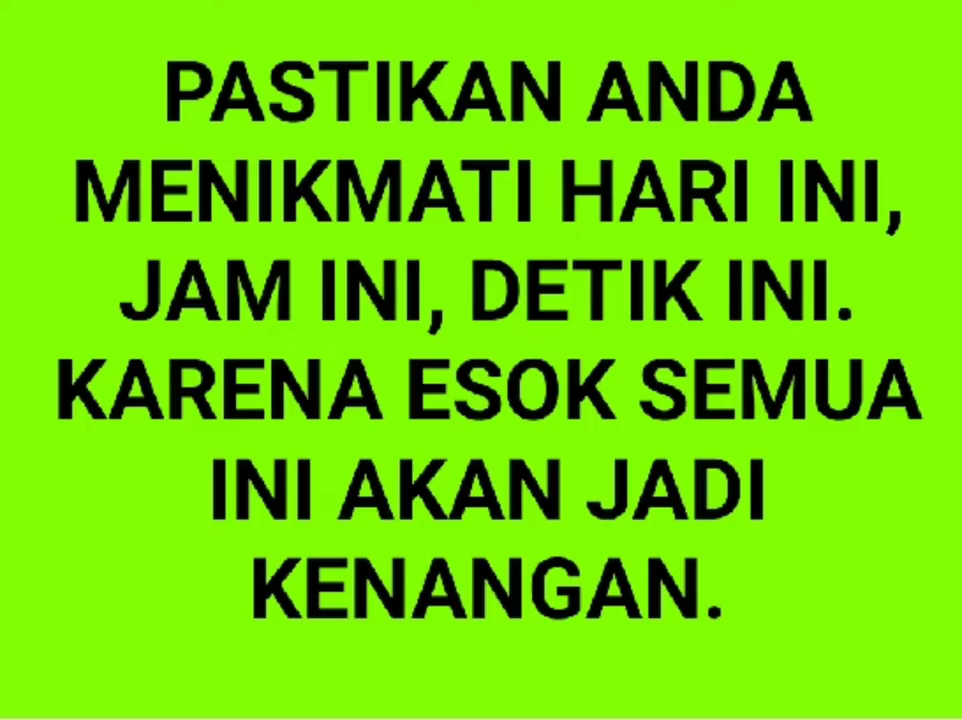 PASTIKAN ANDA
MENIKMATI HARI INI,
JAM INI, DETIK INI.
KARENA ESOK SEMUA
INI AKAN JADI
KENANGAN.